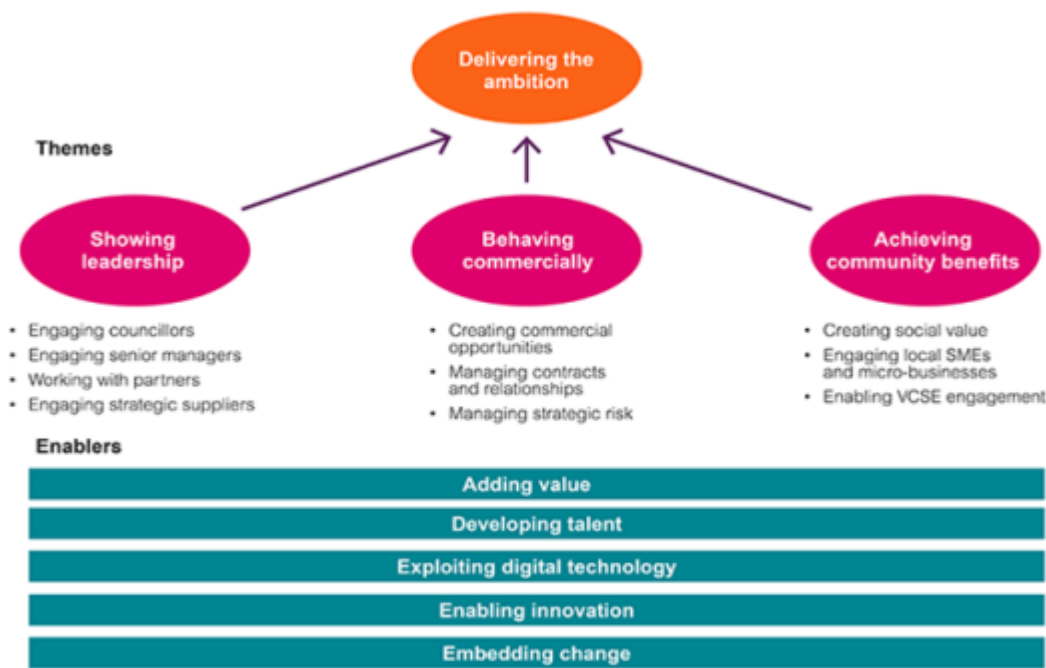 Delivering the
ambition
Themes
Showing
leadership
Behaving
commercially
Achieving
community benefits
• Engaging councillors
• Engaging senior managers
• Working with partners
• Engaging strategic suppliers
• Creating commercial
opportunities
• Managing contracts
and relationships
• Managing strategic risk
• Creating social value
• Engaging local SMEs
and micro-businesses
• Enabling VCSE engagement
Enablers
Adding value
Developing talent
Exploiting digital technology
Enabling innovation
Embedding change